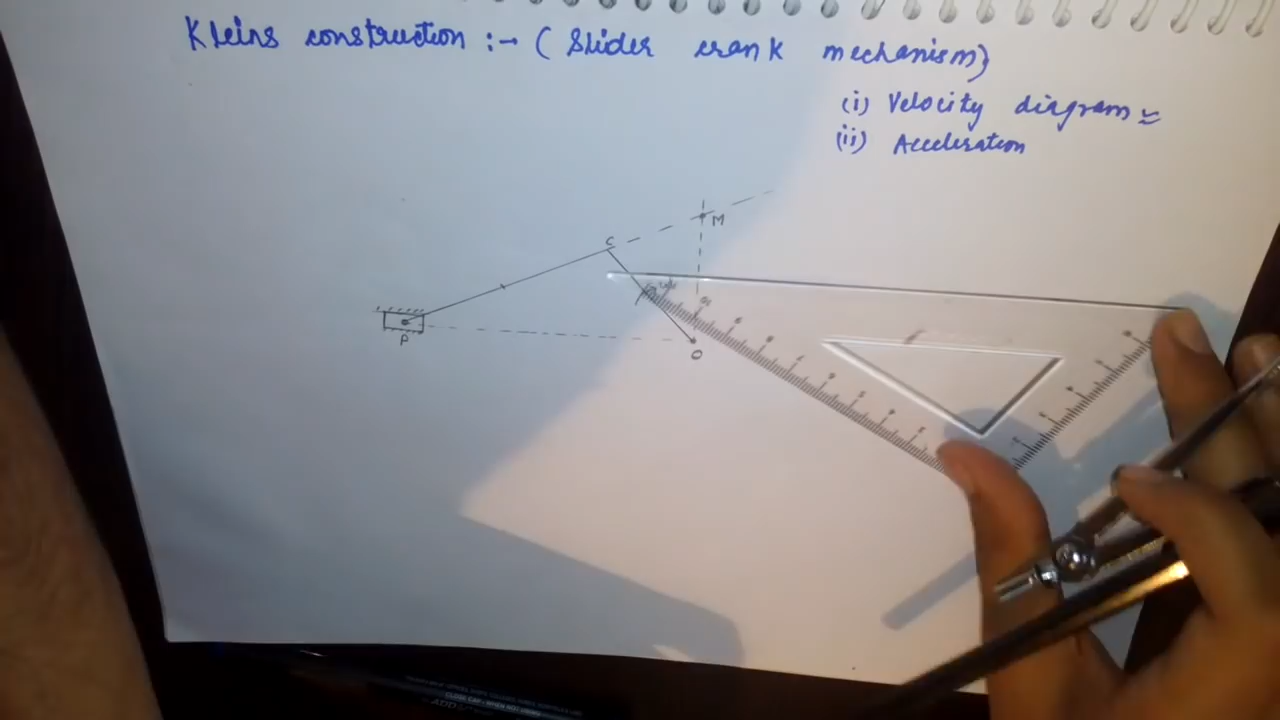 Kleins construction :- (Slider crank mechanism)
(i) Velocity diagram
(ii) Acceleration
M
C
P
O